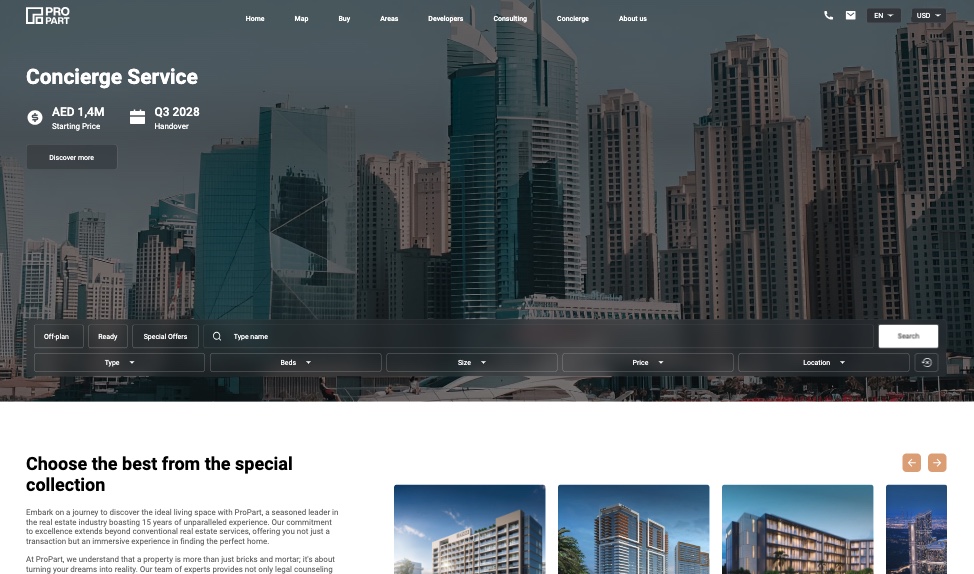 PRO
PART
Home
Map
Buy
Areas
Developers
Consulting
Concierge
About us
EN
USD
Concierge Service
AED 1,4M
Starting Price
Q3 2028
Handover
Discover more
Off-plan
Ready
Special Offers
Type name
Search
Type
Beds
Size
Price
Location
Choose the best from the special
collection
Embark on a journey to discover the ideal living space with ProPart, a seasoned leader in
the real estate industry boasting 15 years of unparalleled experience. Our commitment
to excellence extends beyond conventional real estate services, offering you not just a
transaction but an immersive experience in finding the perfect home.
At ProPart, we understand that a property is more than just bricks and mortar, it's about
turning your dreams into reality. Our team of experts provides not only legal counseling